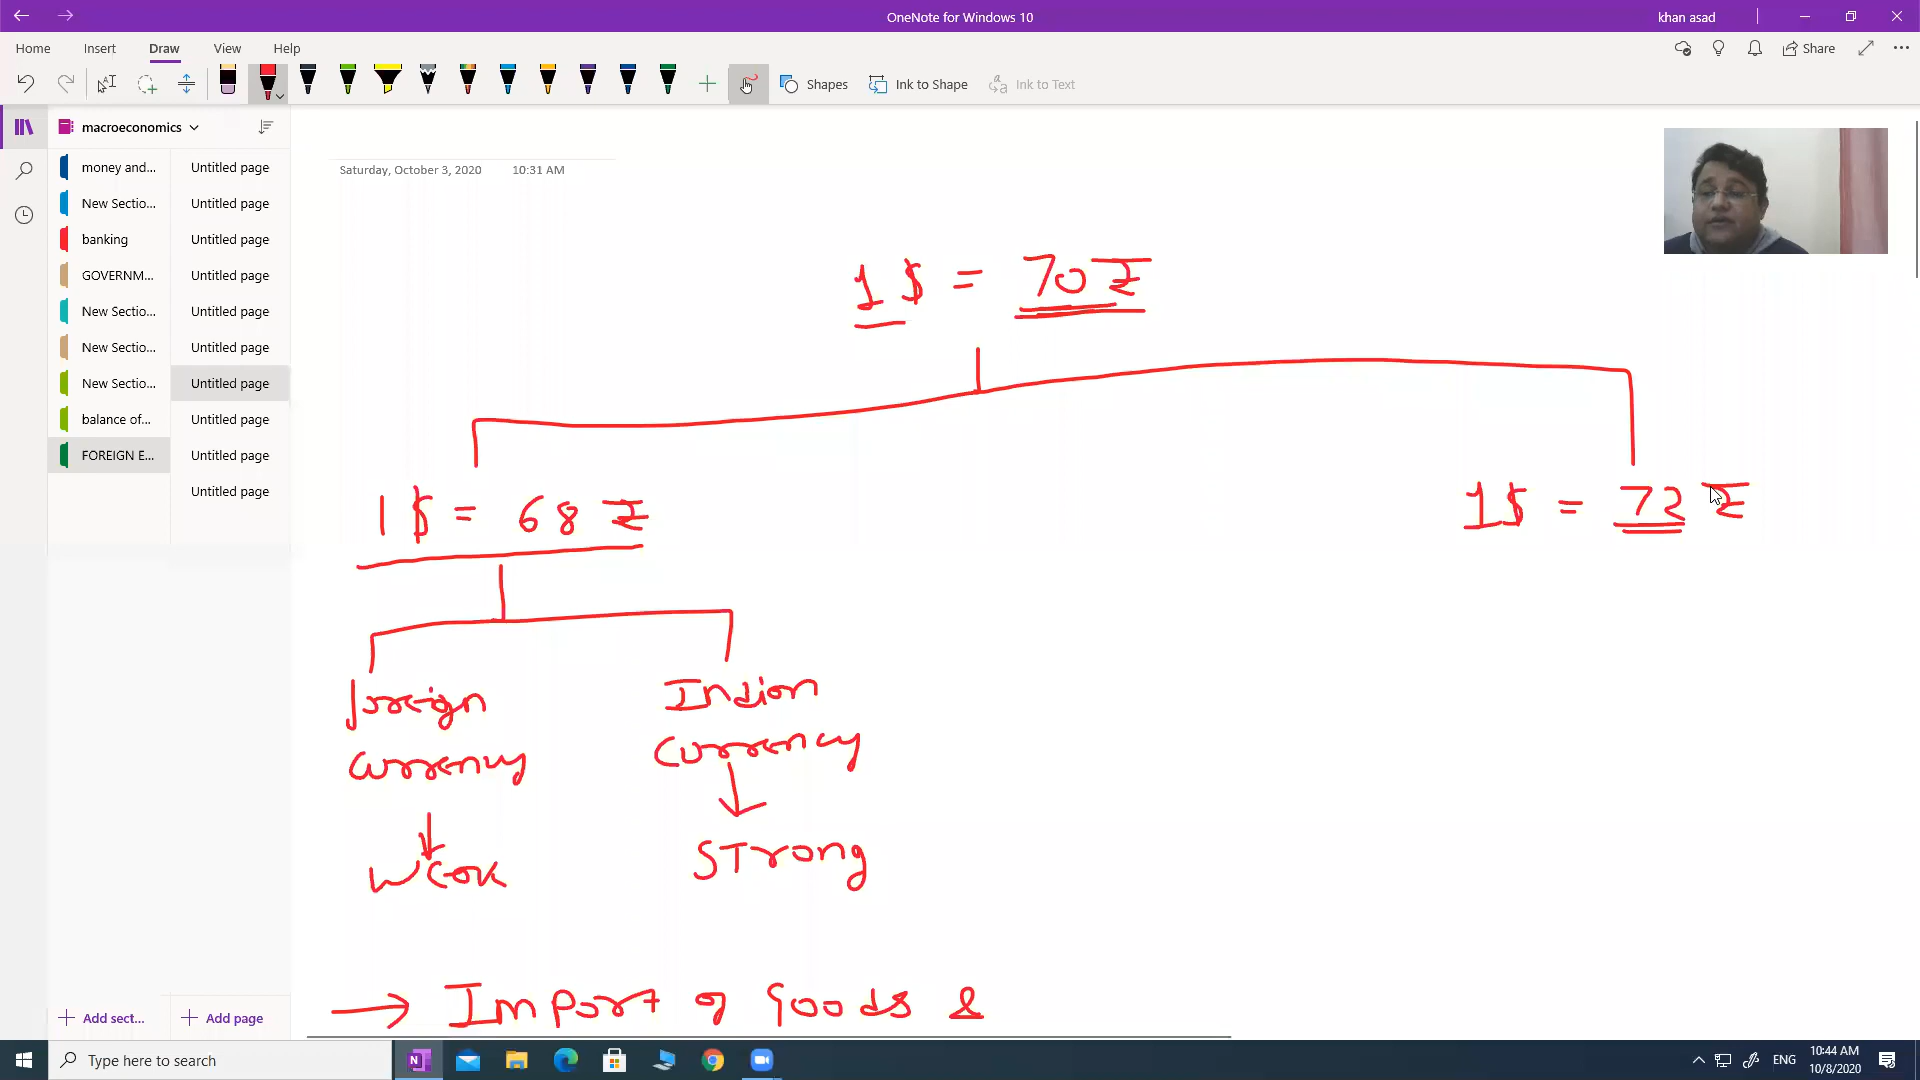 OneNote for Windows 10
khan asad
Home Insert Draw View Help
Share
Shapes Ink to Shape Ink to Text
macroeconomics
money and... Untitled page
New Sectio... Untitled page
banking Untitled page
GOVERNM... Untitled page
New Sectio... Untitled page
New Sectio... Untitled page
New Sectio... Untitled page
balance of... Untitled page
FOREIGN E... Untitled page
Untitled page
Saturday, October 3, 2020 10:31 AM
1$ = 70 ₹
1$ = 68 ₹
1$ = 72 ₹
foreign
currency
Indian
Currency
weak
STrong
→ Import of Goods &
Add sect... Add page
Type here to search
ENG
10:44 AM
10/8/2020